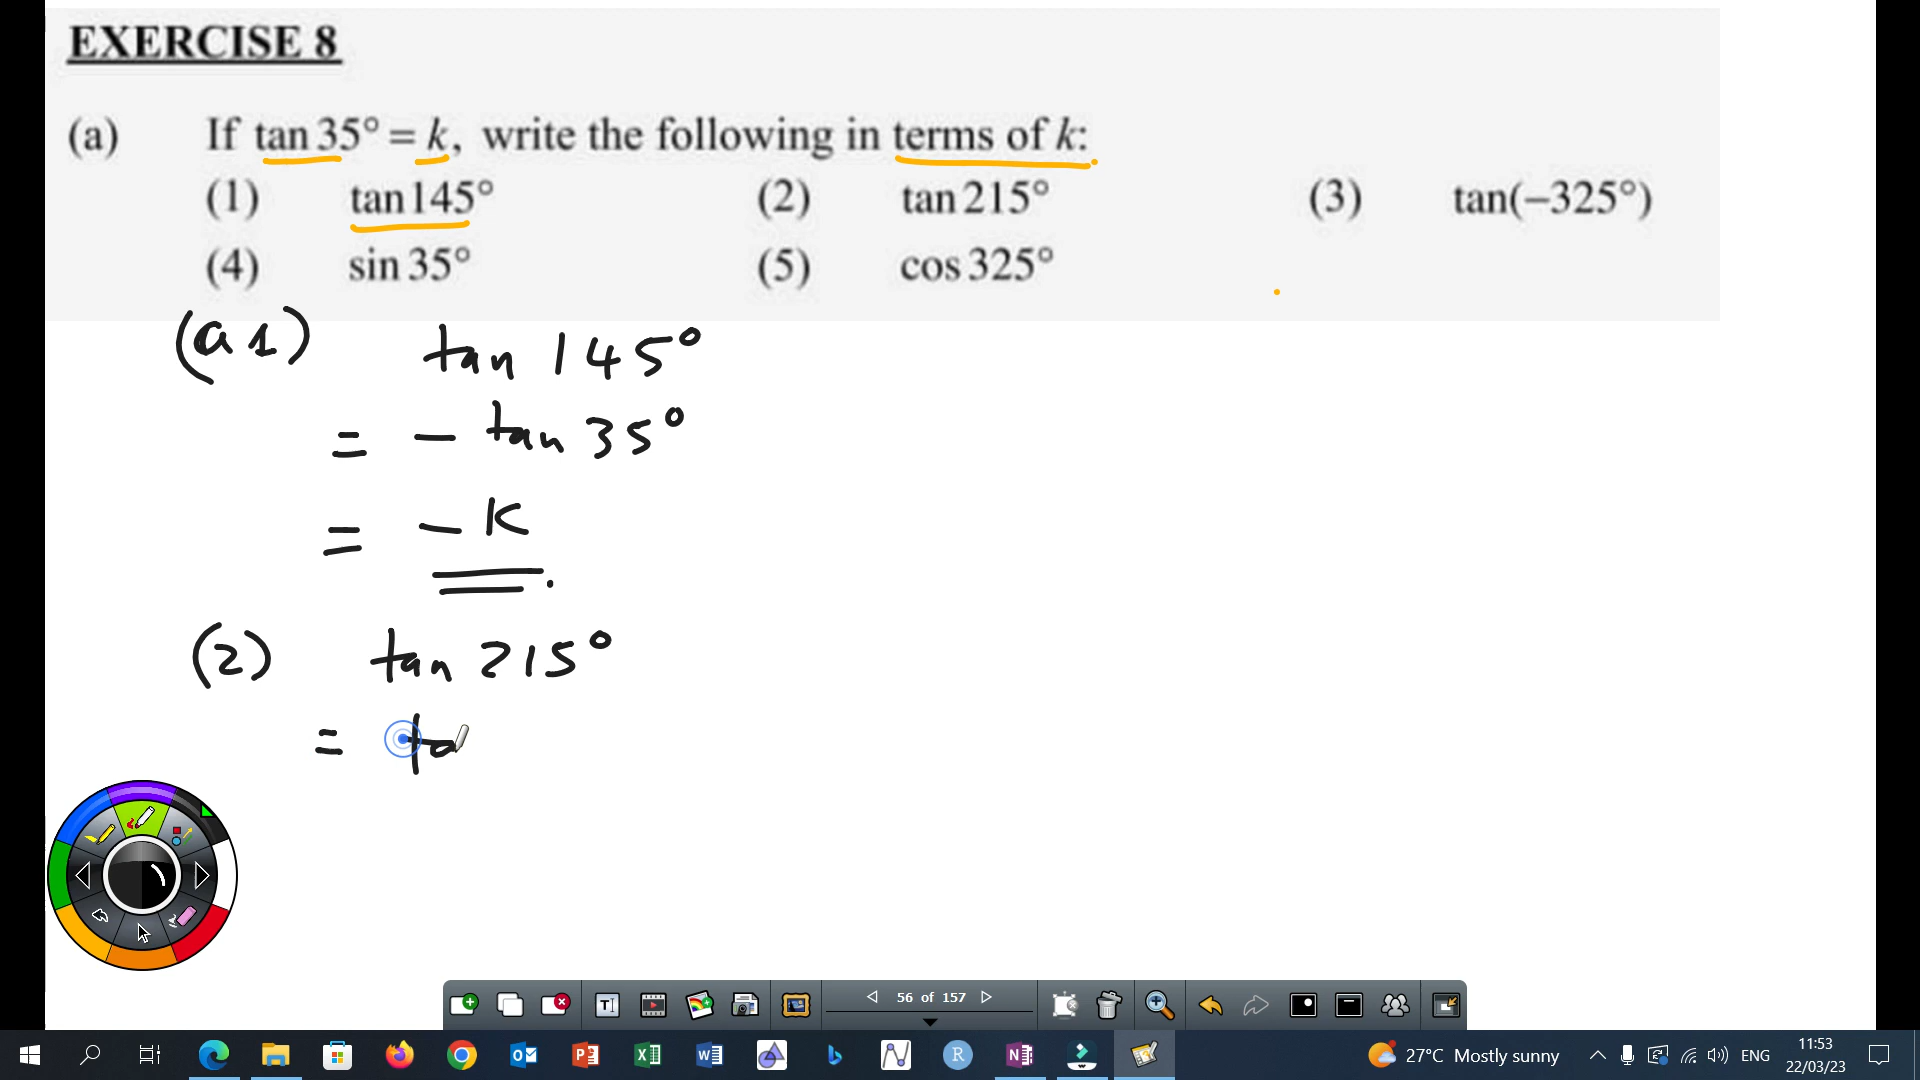 EXERCISE 8
(a) If tan 35° = k, write the following in terms of k:
(1) tan 145° (2) tan 215° (3) tan(−325°)
(4) sin 35° (5) cos 325°
(a 1) tan 145°
= − tan 35°
= − K
(2) tan 215°
= ta
56 of 157
27°C Mostly sunny
ENG
11:53
22/03/23